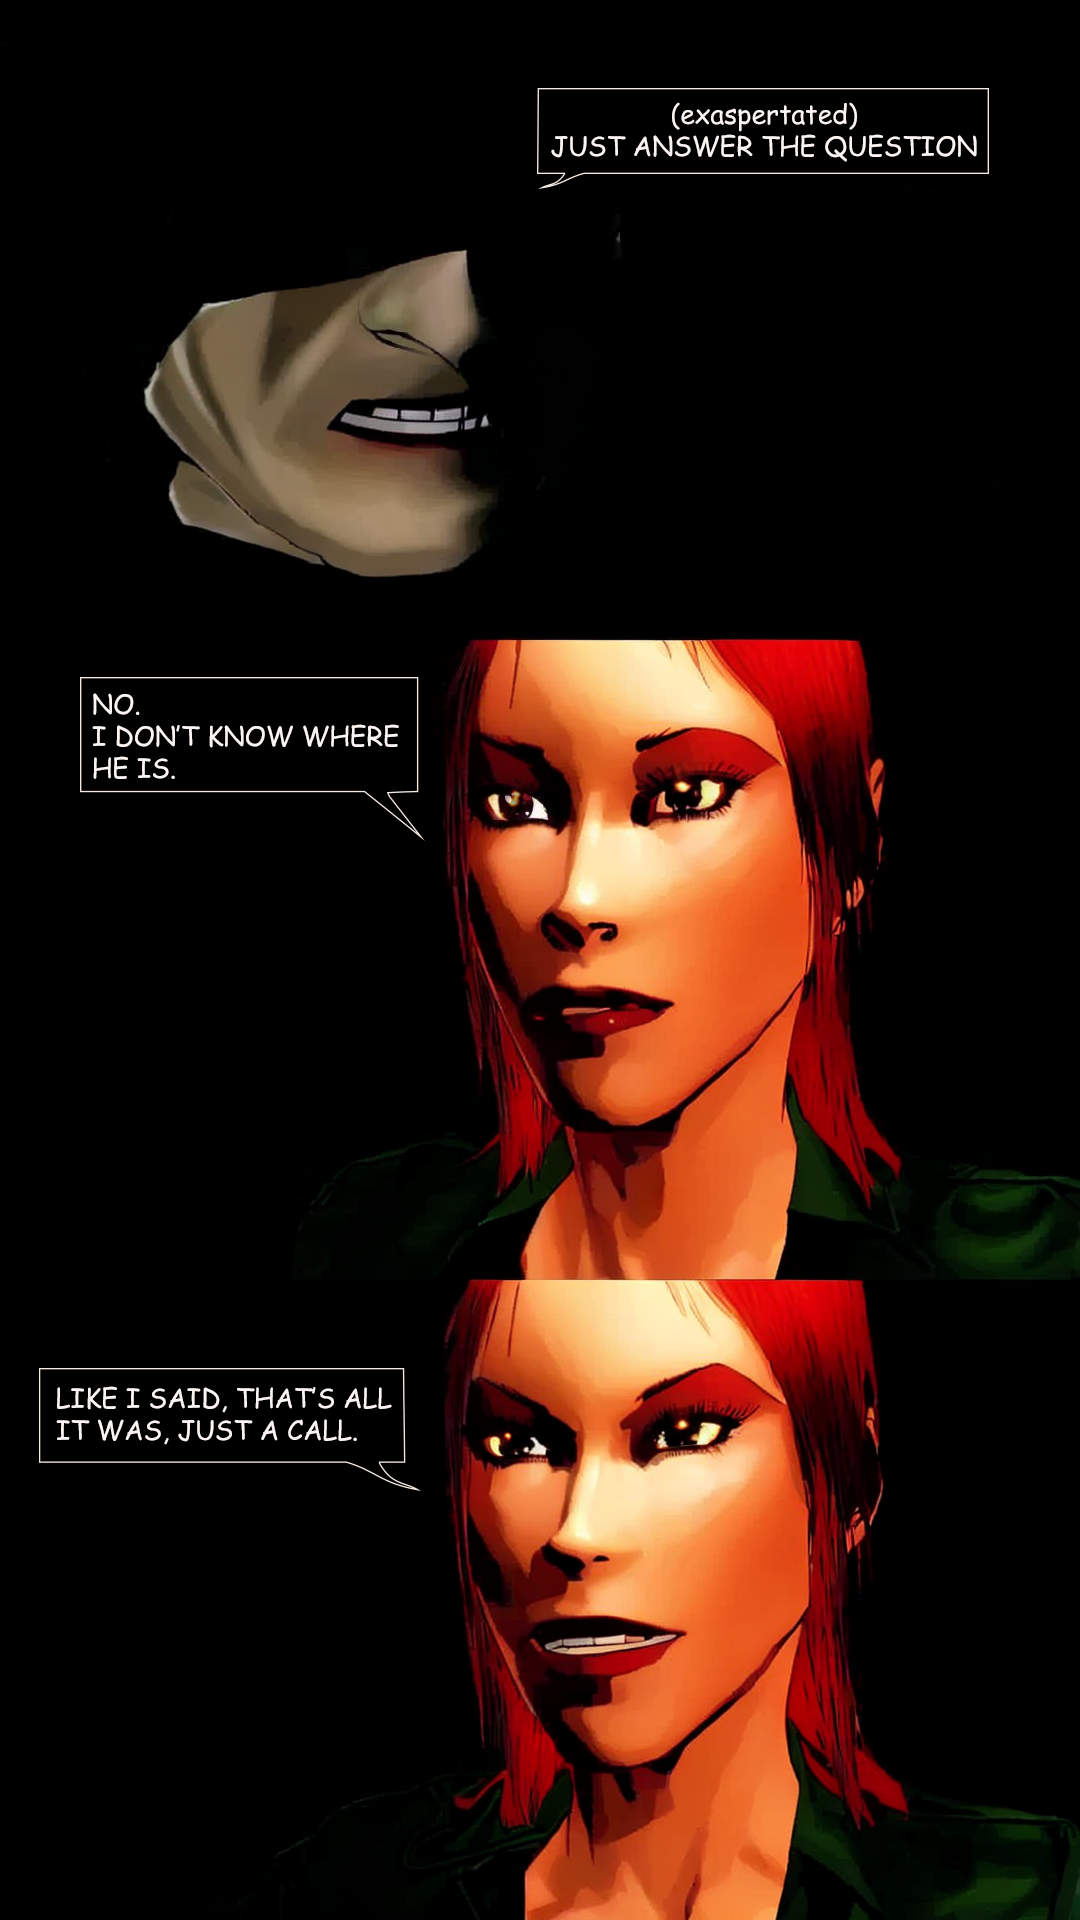 (exaspertated)
JUST ANSWER THE QUESTION
NO.
I DON'T KNOW WHERE
HE IS.
LIKE I SAID, THAT'S ALL
IT WAS, JUST A CALL.